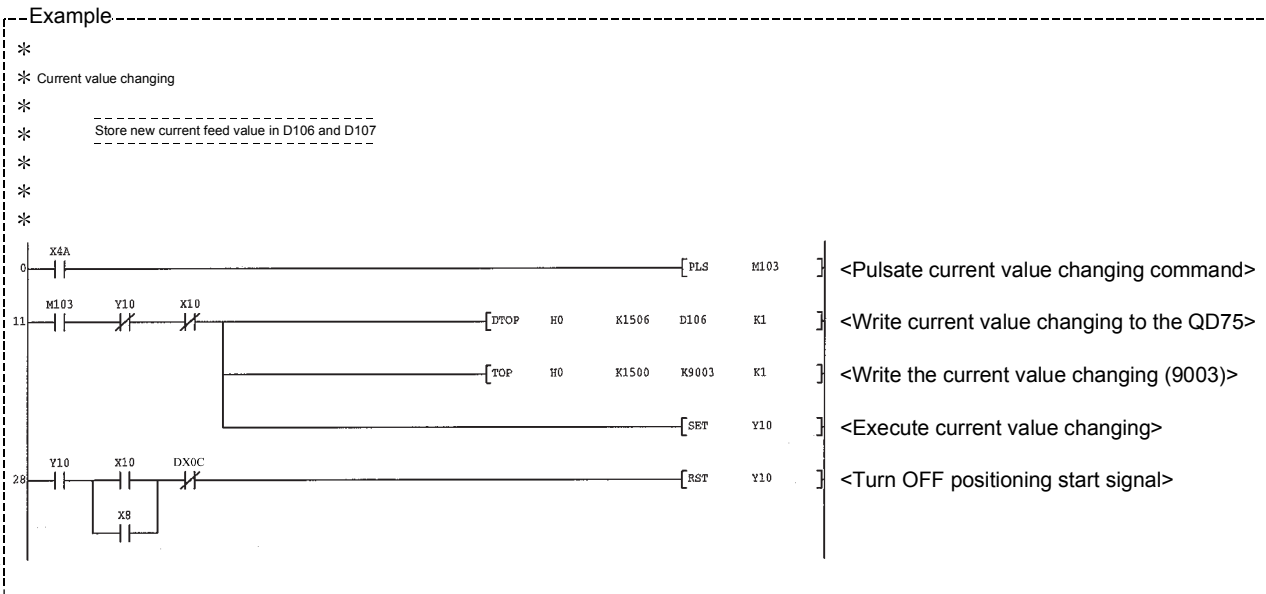 Example
*
* Current value changing
*
* Store new current feed value in D106 and D107
*
*
*
X4A
0 PLS M103 <Pulsate current value changing command>
M103 Y10 X10
11 DTOP H0 K1506 D106 K1 <Write current value changing to the QD75>
TOP H0 K1500 K9003 K1 <Write the current value changing (9003)>
SET Y10 <Execute current value changing>
Y10 X10 DX0C
28 RST Y10 <Turn OFF positioning start signal>
X8